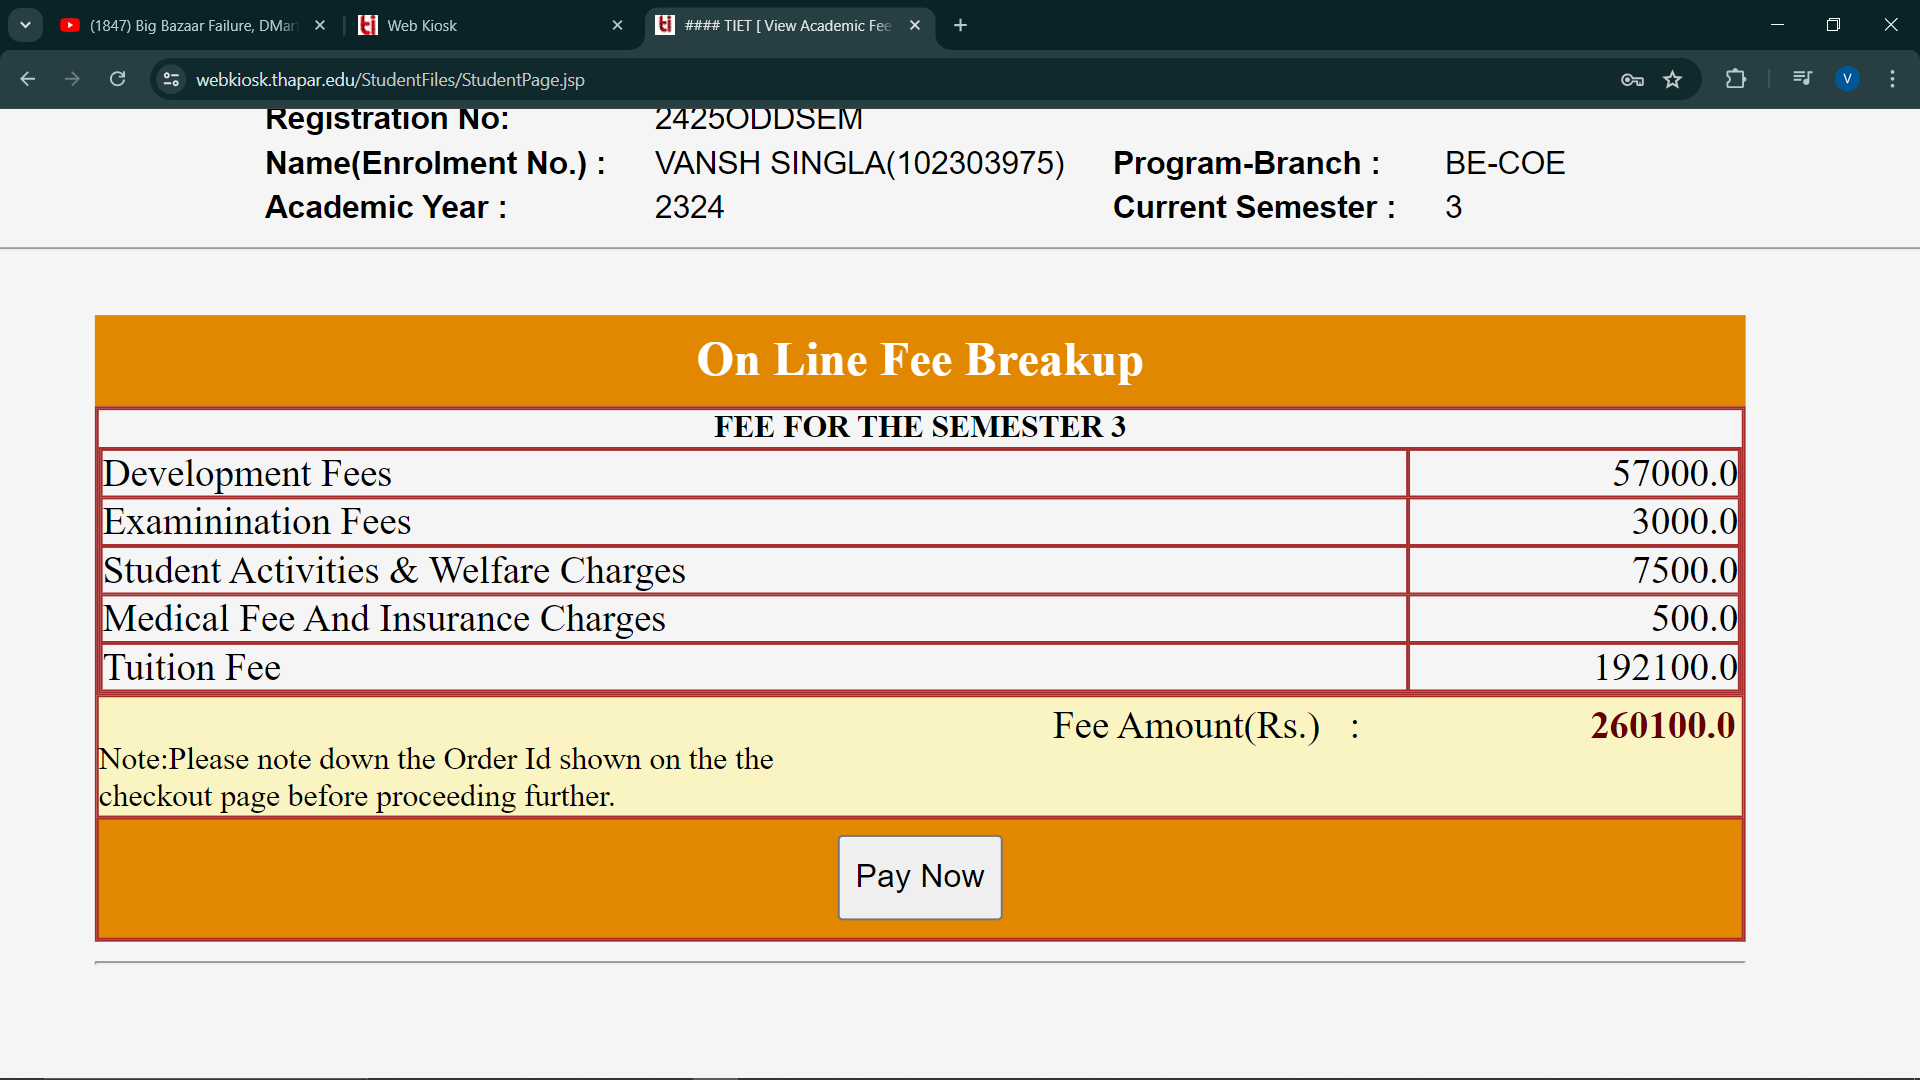 (1847) Big Bazaar Failure, DMar
Web Kiosk
#### TIET [ View Academic Fee
webkiosk.thapar.edu/StudentFiles/StudentPage.jsp
V
Registration No: 2425ODDSEM
Name(Enrolment No.) : VANSH SINGLA(102303975) Program-Branch : BE-COE
Academic Year : 2324 Current Semester : 3
On Line Fee Breakup
FEE FOR THE SEMESTER 3
Development Fees 57000.0
Examinination Fees 3000.0
Student Activities & Welfare Charges 7500.0
Medical Fee And Insurance Charges 500.0
Tuition Fee 192100.0
Fee Amount(Rs.) : 260100.0
Note:Please note down the Order Id shown on the the
checkout page before proceeding further.
Pay Now